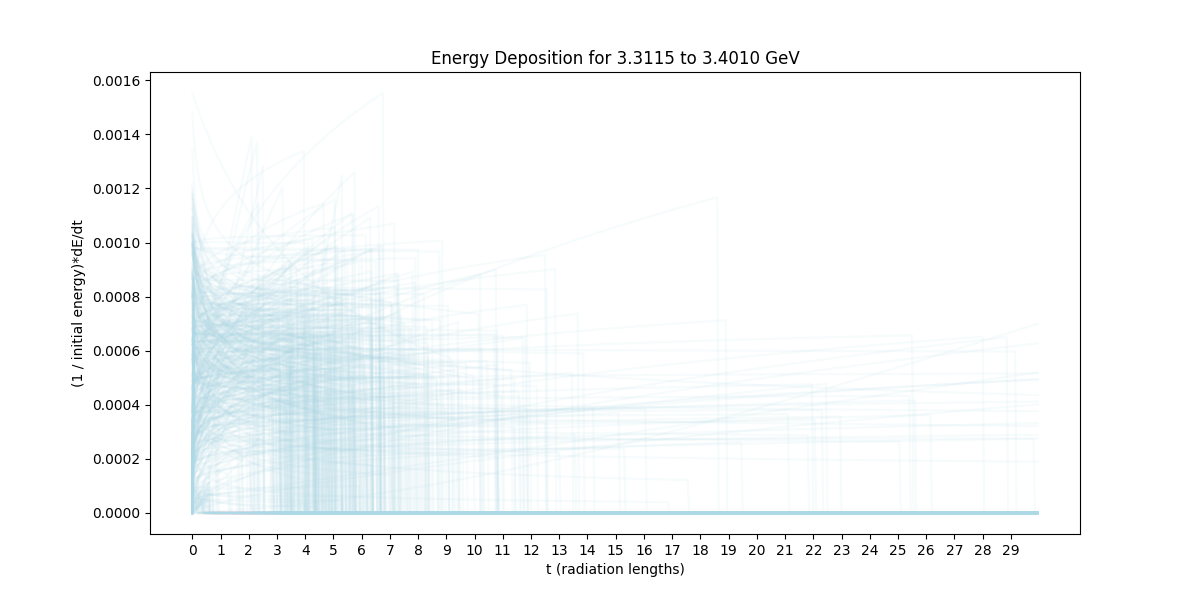 Energy Deposition for 3.3115 to 3.4010 GeV
(1 / initial energy)*dE/dt
0.0016
0.0014
0.0012
0.0010
0.0008
0.0006
0.0004
0.0002
0.0000
0 1 2 3 4 5 6 7 8 9 10 11 12 13 14 15 16 17 18 19 20 21 22 23 24 25 26 27 28 29
t (radiation lengths)